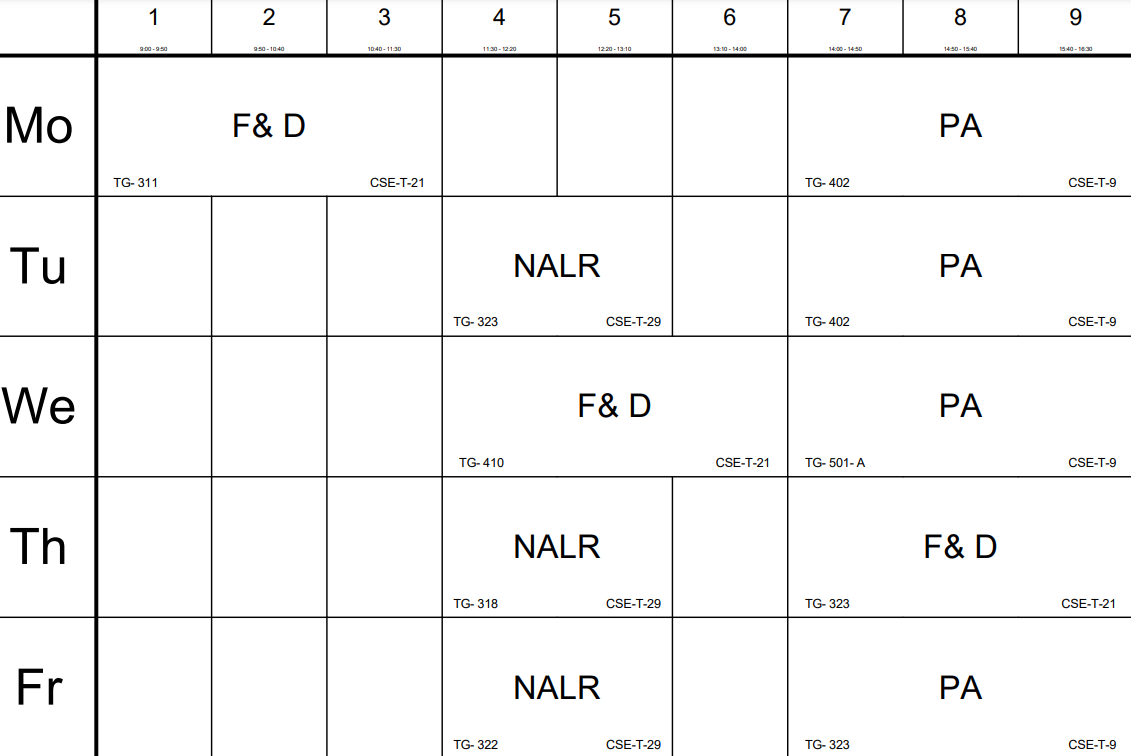 1 2 3 4 5 6 7 8 9
9:00 - 9:50 9:50 - 10:40 10:40 - 11:30 11:30 - 12:20 12:20 - 13:10 13:10 - 14:00 14:00 - 14:50 14:50 - 15:40 15:40 - 16:30
Mo F& D PA
TG- 311 CSE-T-21 TG- 402 CSE-T-9
Tu NALR PA
TG- 323 CSE-T-29 TG- 402 CSE-T-9
We F& D PA
TG- 410 CSE-T-21 TG- 501- A CSE-T-9
Th NALR F& D
TG- 318 CSE-T-29 TG- 323 CSE-T-21
Fr NALR PA
TG- 322 CSE-T-29 TG- 323 CSE-T-9